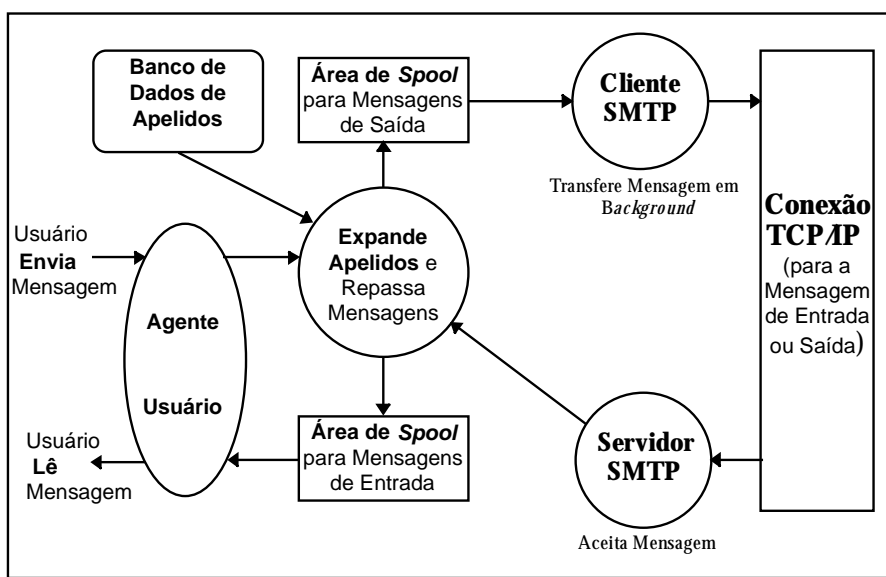 Banco de
Dados de
Apelidos
Área de Spool
para Mensagens
de Saída
Cliente
SMTP
Transfere Mensagem em
Background
Conexão
TCP/IP
(para a
Mensagem
de Entrada
ou Saída)
Usuário
Envia
Mensagem
Agente
Usuário
Expande
Apelidos e
Repassa
Mensagens
Usuário
Lê
Mensagem
Área de Spool
para Mensagens
de Entrada
Servidor
SMTP
Aceita Mensagem